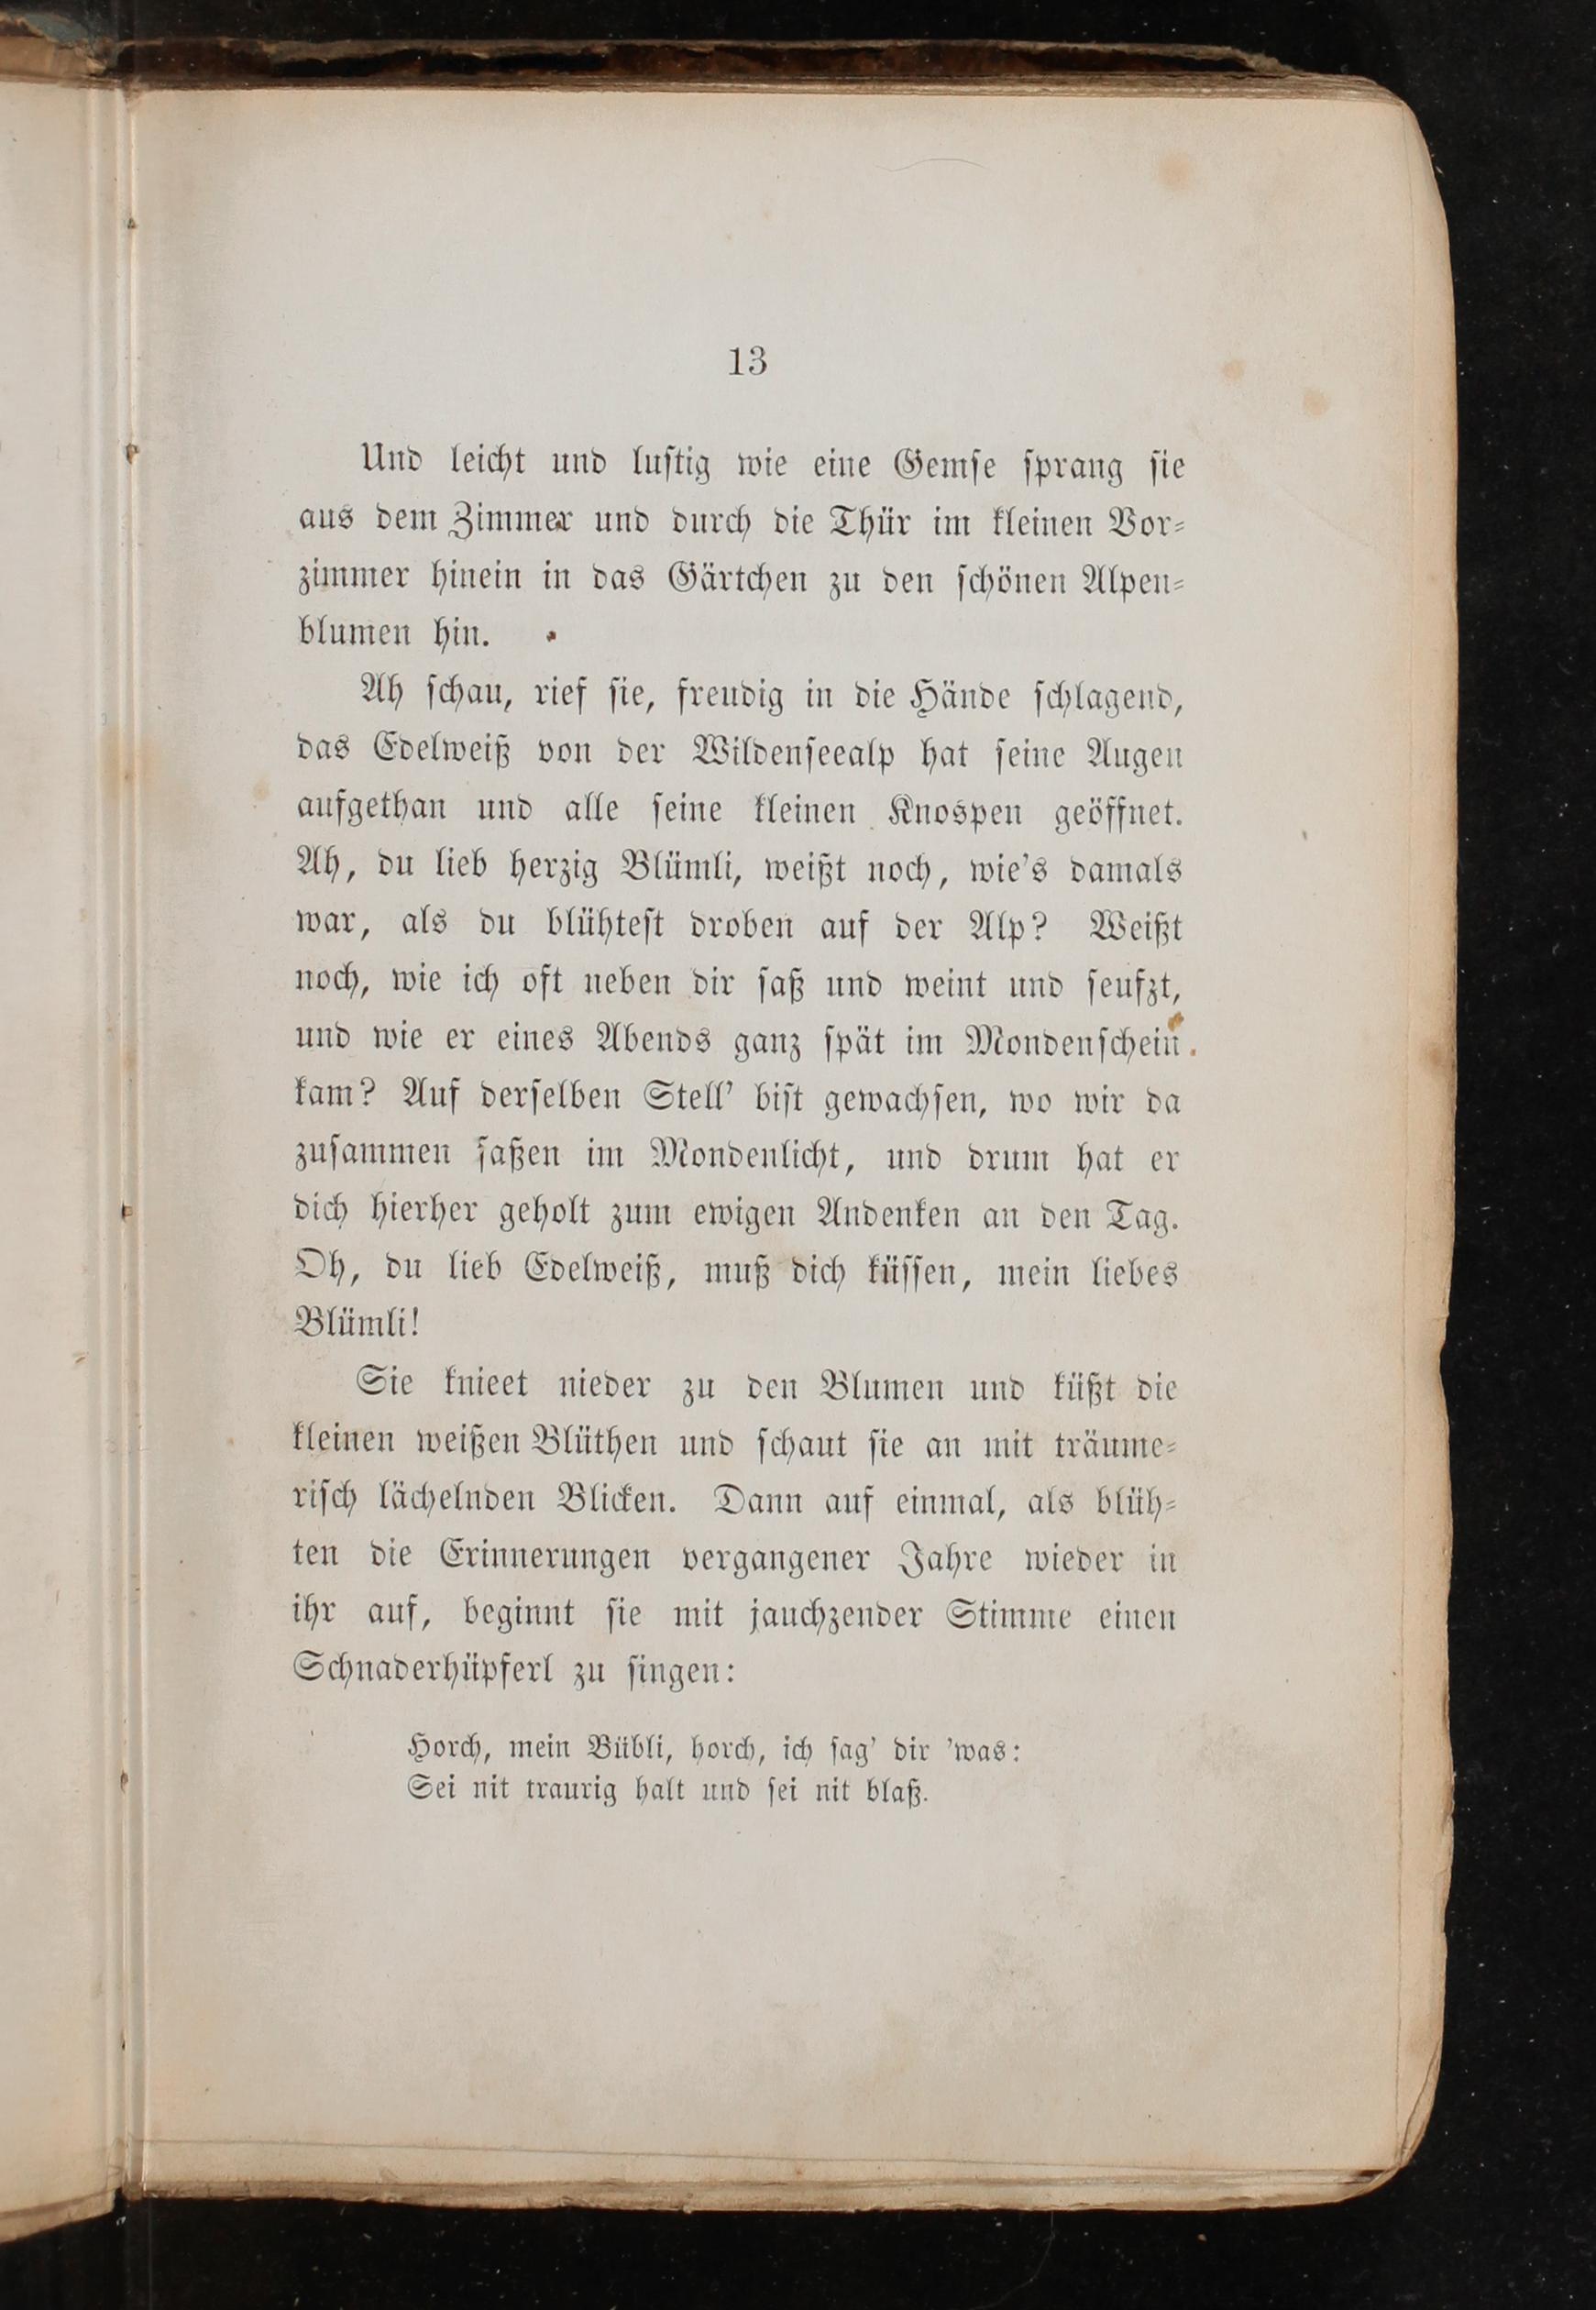 13
Und leicht und lustig wie eine Gemse sprang sie
aus dem Zimmer und durch die Thür im kleinen Vor-
zimmer hinein in das Gärtchen zu den schönen Alpen-
blumen hin.
Ah schau, rief sie, freudig in die Hände schlagend,
das Edelweiß von der Wildenseealp hat seine Augen
aufgethan und alle seine kleinen Knospen geöffnet.
Ah, du lieb herzig Blümli, weißt noch, wie's damals
war, als du blühtest droben auf der Alp? Weißt
noch, wie ich oft neben dir saß und weint und seufzt,
und wie er eines Abends ganz spät im Mondenschein
kam? Auf derselben Stell' bist gewachsen, wo wir da
zusammen saßen im Mondenlicht, und drum hat er
dich hierher geholt zum ewigen Andenken an den Tag.
Oh, du lieb Edelweiß, muß dich küssen, mein liebes
Blümli!
Sie knieet nieder zu den Blumen und küßt die
kleinen weißen Blüthen und schaut sie an mit träume-
risch lächelnden Blicken. Dann auf einmal, als blüh-
ten die Erinnerungen vergangener Jahre wieder in
ihr auf, beginnt sie mit jauchzender Stimme einen
Schnaderhüpferl zu singen:
Horch, mein Bübli, horch, ich sag' dir 'was:
Sei nit traurig halt und sei nit blaß.